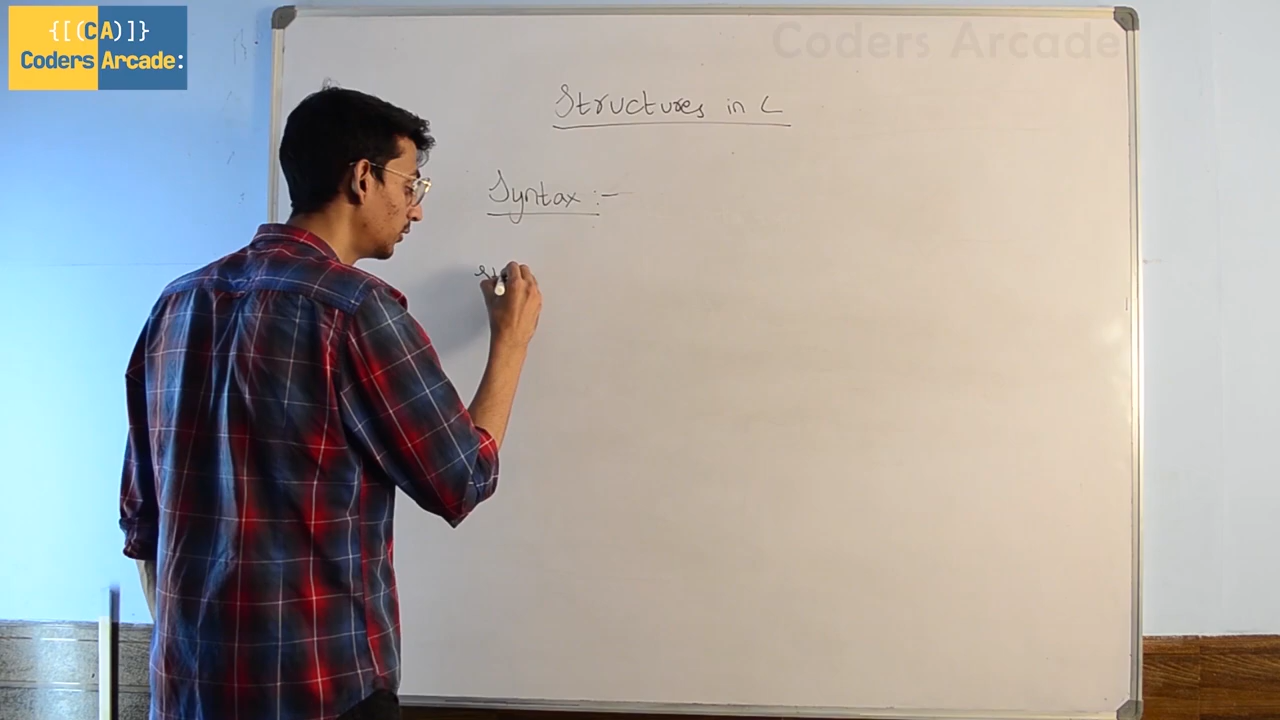 {[(CA)]}
Coders Arcade:
Coders Arcade
Structures in C
Syntax :-